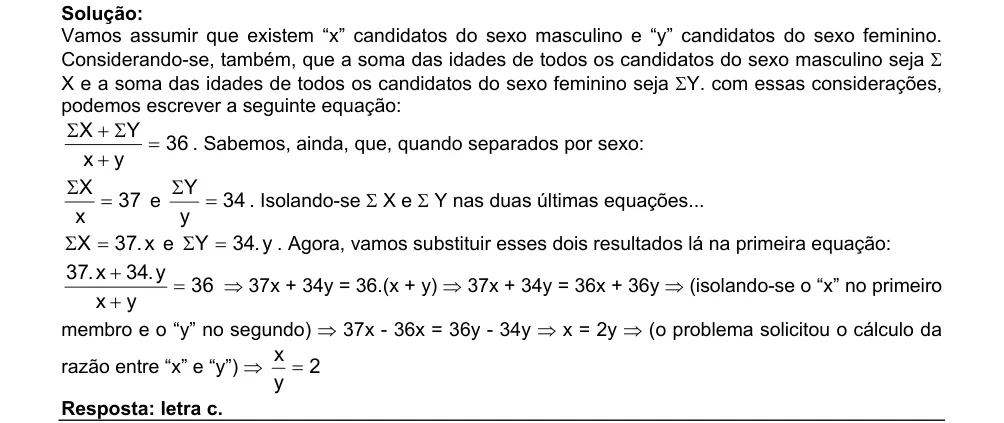 Solução:
Vamos assumir que existem “x” candidatos do sexo masculino e “y” candidatos do sexo feminino.
Considerando-se, também, que a soma das idades de todos os candidatos do sexo masculino seja Σ
X e a soma das idades de todos os candidatos do sexo feminino seja ΣY. com essas considerações,
podemos escrever a seguinte equação:
(ΣX + ΣY)/(x + y) = 36 . Sabemos, ainda, que, quando separados por sexo:
ΣX/x = 37 e ΣY/y = 34 . Isolando-se Σ X e Σ Y nas duas últimas equações...
ΣX = 37.x e ΣY = 34.y . Agora, vamos substituir esses dois resultados lá na primeira equação:
(37.x + 34.y)/(x + y) = 36 ⇒ 37x + 34y = 36.(x + y) ⇒ 37x + 34y = 36x + 36y ⇒ (isolando-se o “x” no primeiro
membro e o “y” no segundo) ⇒ 37x - 36x = 36y - 34y ⇒ x = 2y ⇒ (o problema solicitou o cálculo da
razão entre “x” e “y”) ⇒ x/y = 2
Resposta: letra c.